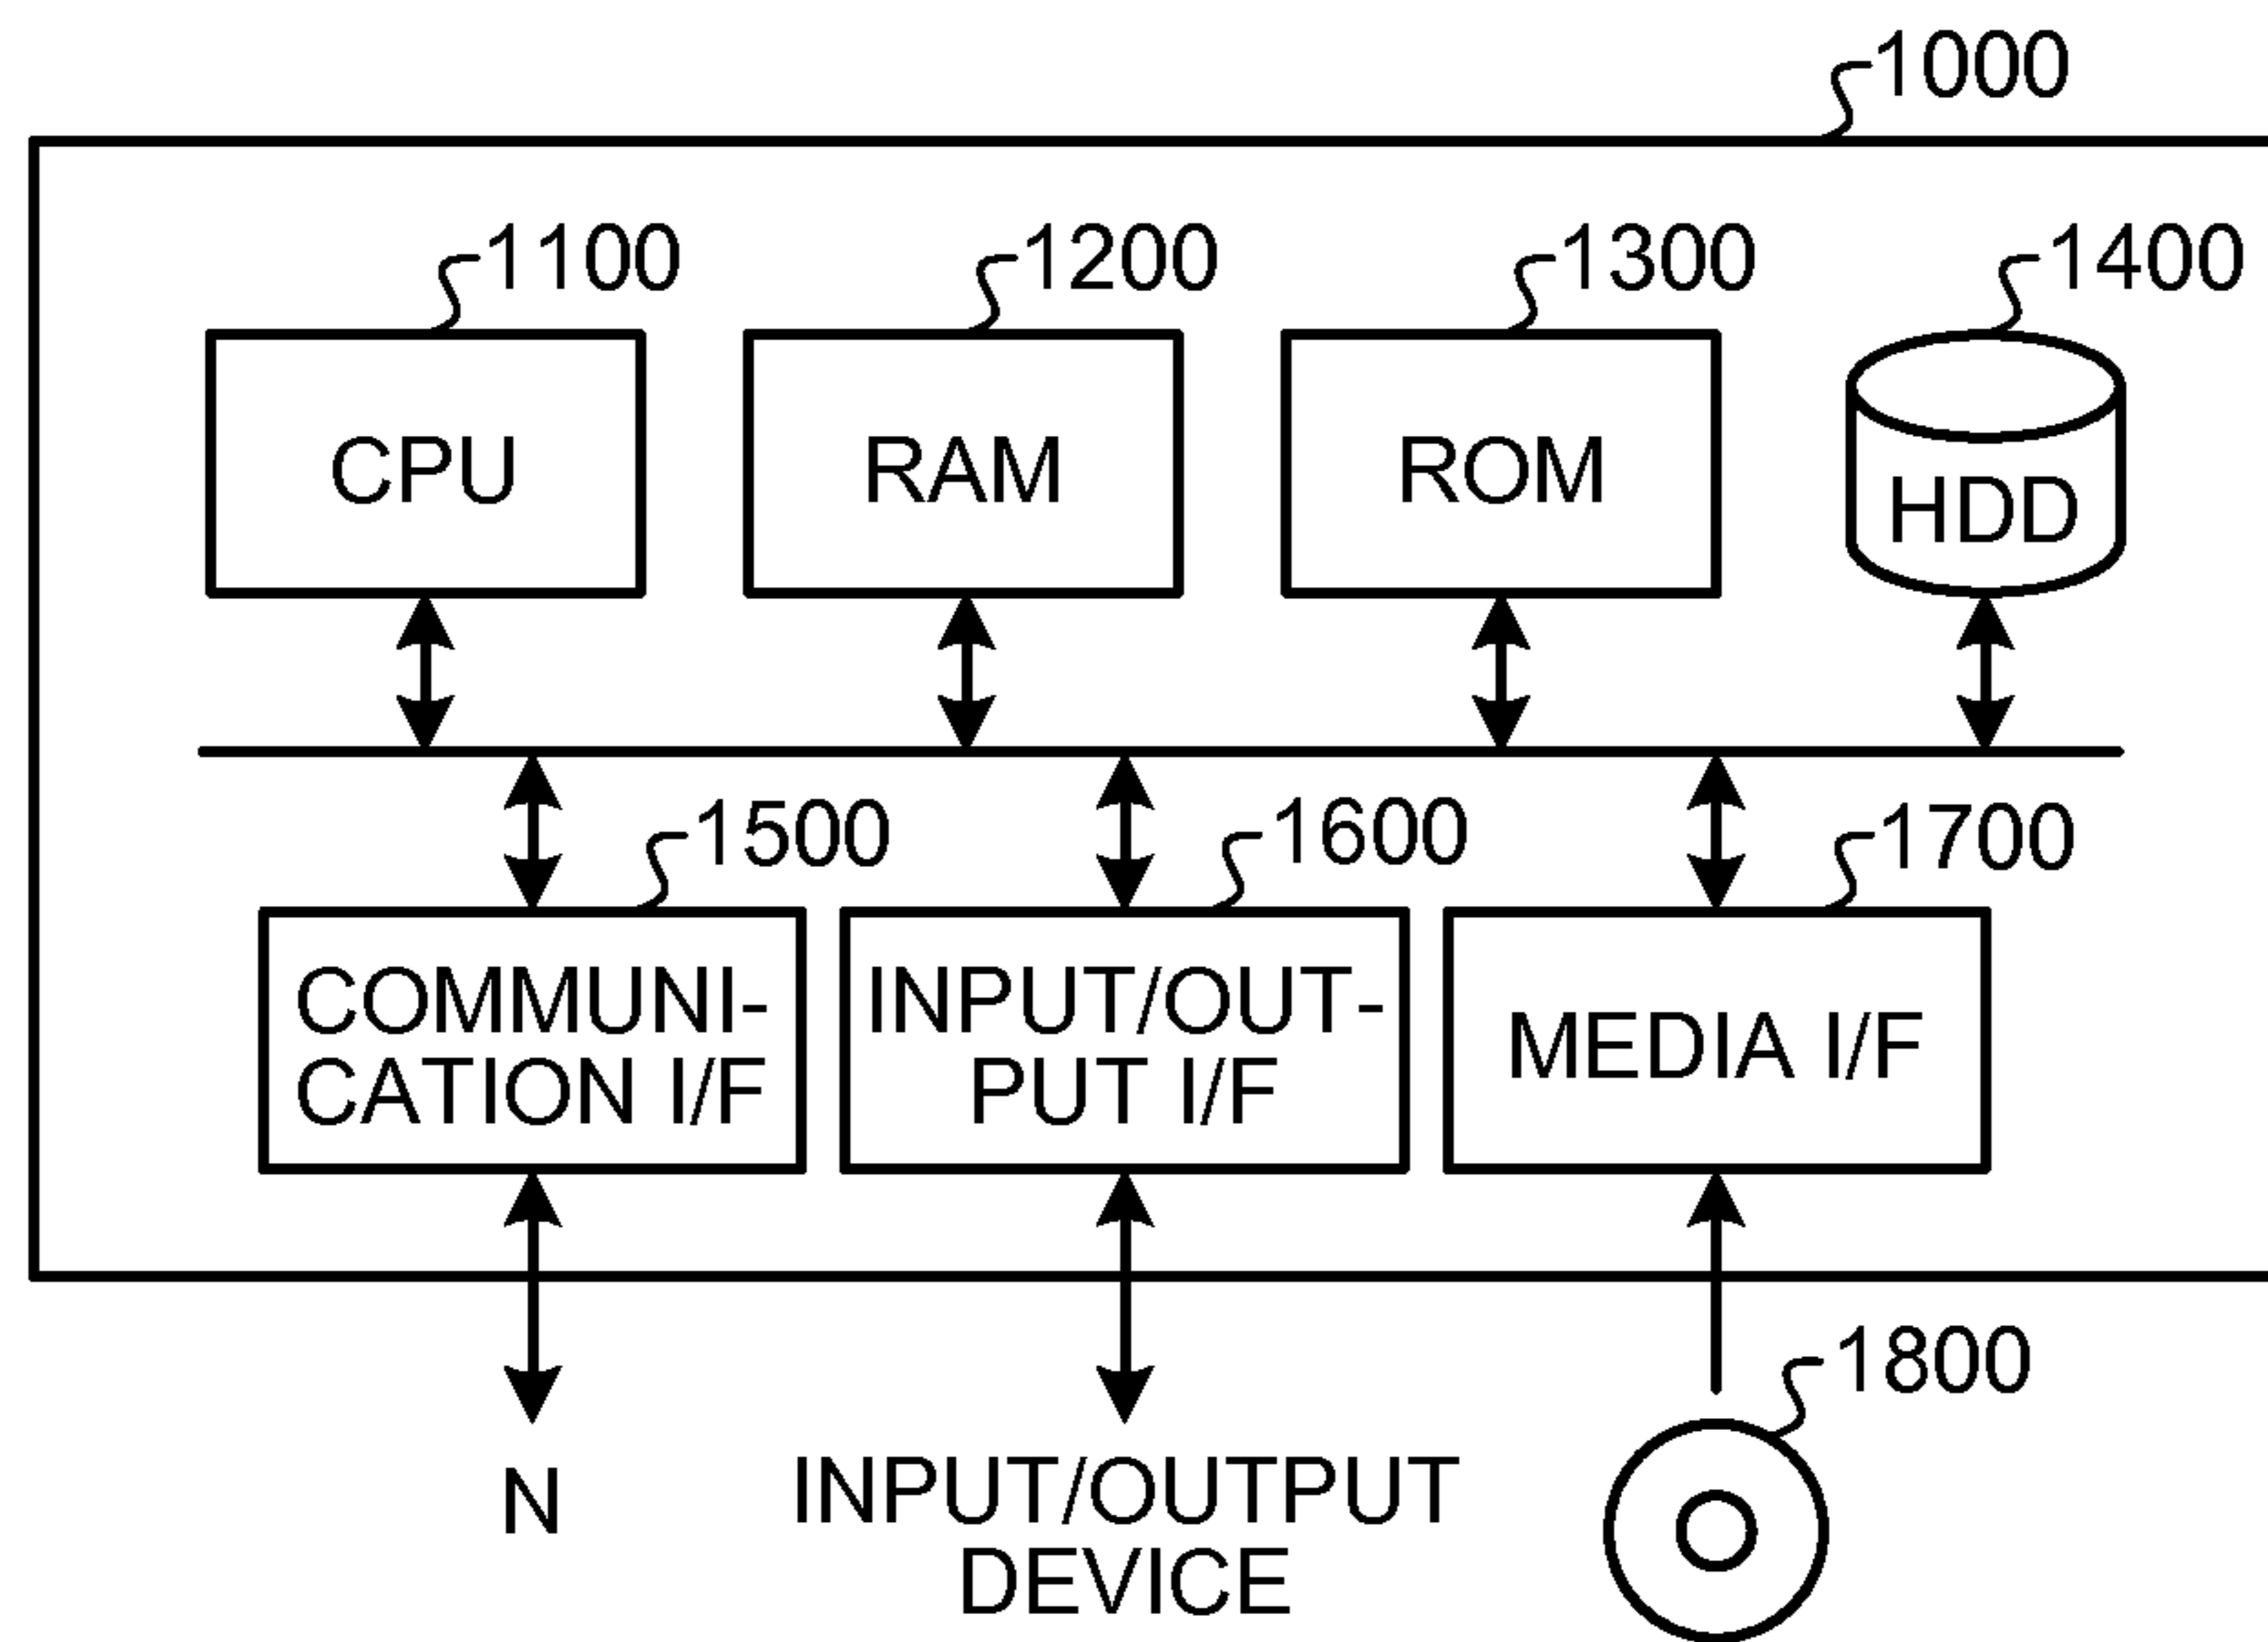 1000
1100
1200
1300
1400
CPU
RAM
ROM
HDD
1500
1600
1700
COMMUNI-
CATION I/F
INPUT/OUT-
PUT I/F
MEDIA I/F
1800
N
INPUT/OUTPUT
DEVICE